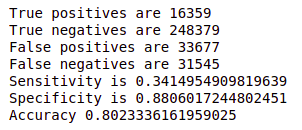 True positives are 16359
True negatives are 248379
False positives are 33677
False negatives are 31545
Sensitivity is 0.3414954909819639
Specificity is 0.8806017244802451
Accuracy 0.8023336161959025